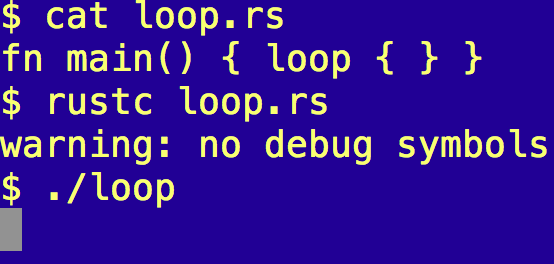 $ cat loop.rs
fn main() { loop { } }
$ rustc loop.rs
warning: no debug symbols
$ ./loop